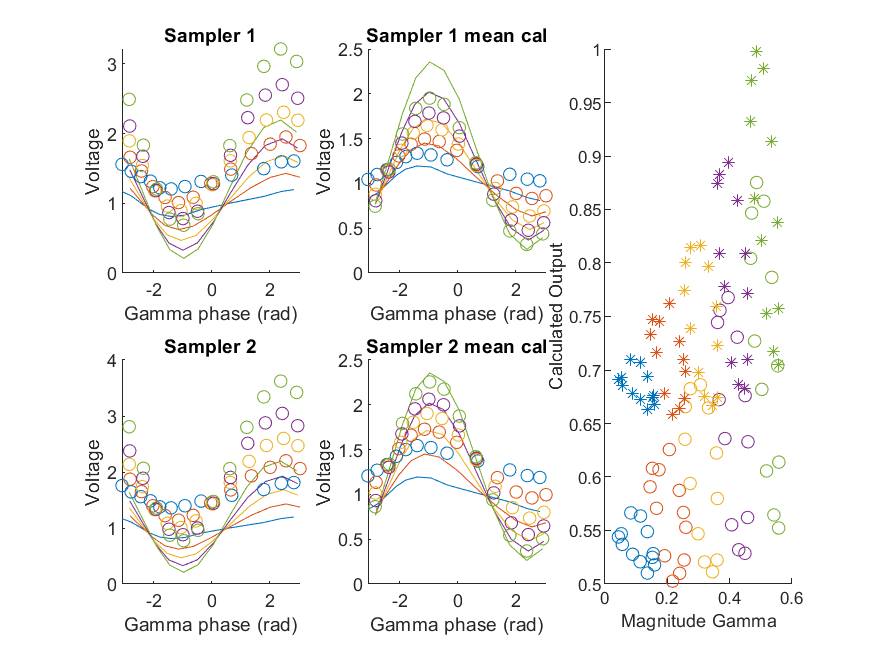 Sampler 1
3
2
1
0
Voltage
-2 0 2
Gamma phase (rad)
Sampler 1 mean cal
2.5
2
1.5
1
0.5
0
Voltage
-2 0 2
Gamma phase (rad)
Sampler 2
4
3
2
1
0
Voltage
-2 0 2
Gamma phase (rad)
Sampler 2 mean cal
2.5
2
1.5
1
0.5
0
Voltage
-2 0 2
Gamma phase (rad)
1
0.95
0.9
0.85
0.8
0.75
0.7
0.65
0.6
0.55
0.5
Calculated Output
0 0.2 0.4 0.6
Magnitude Gamma